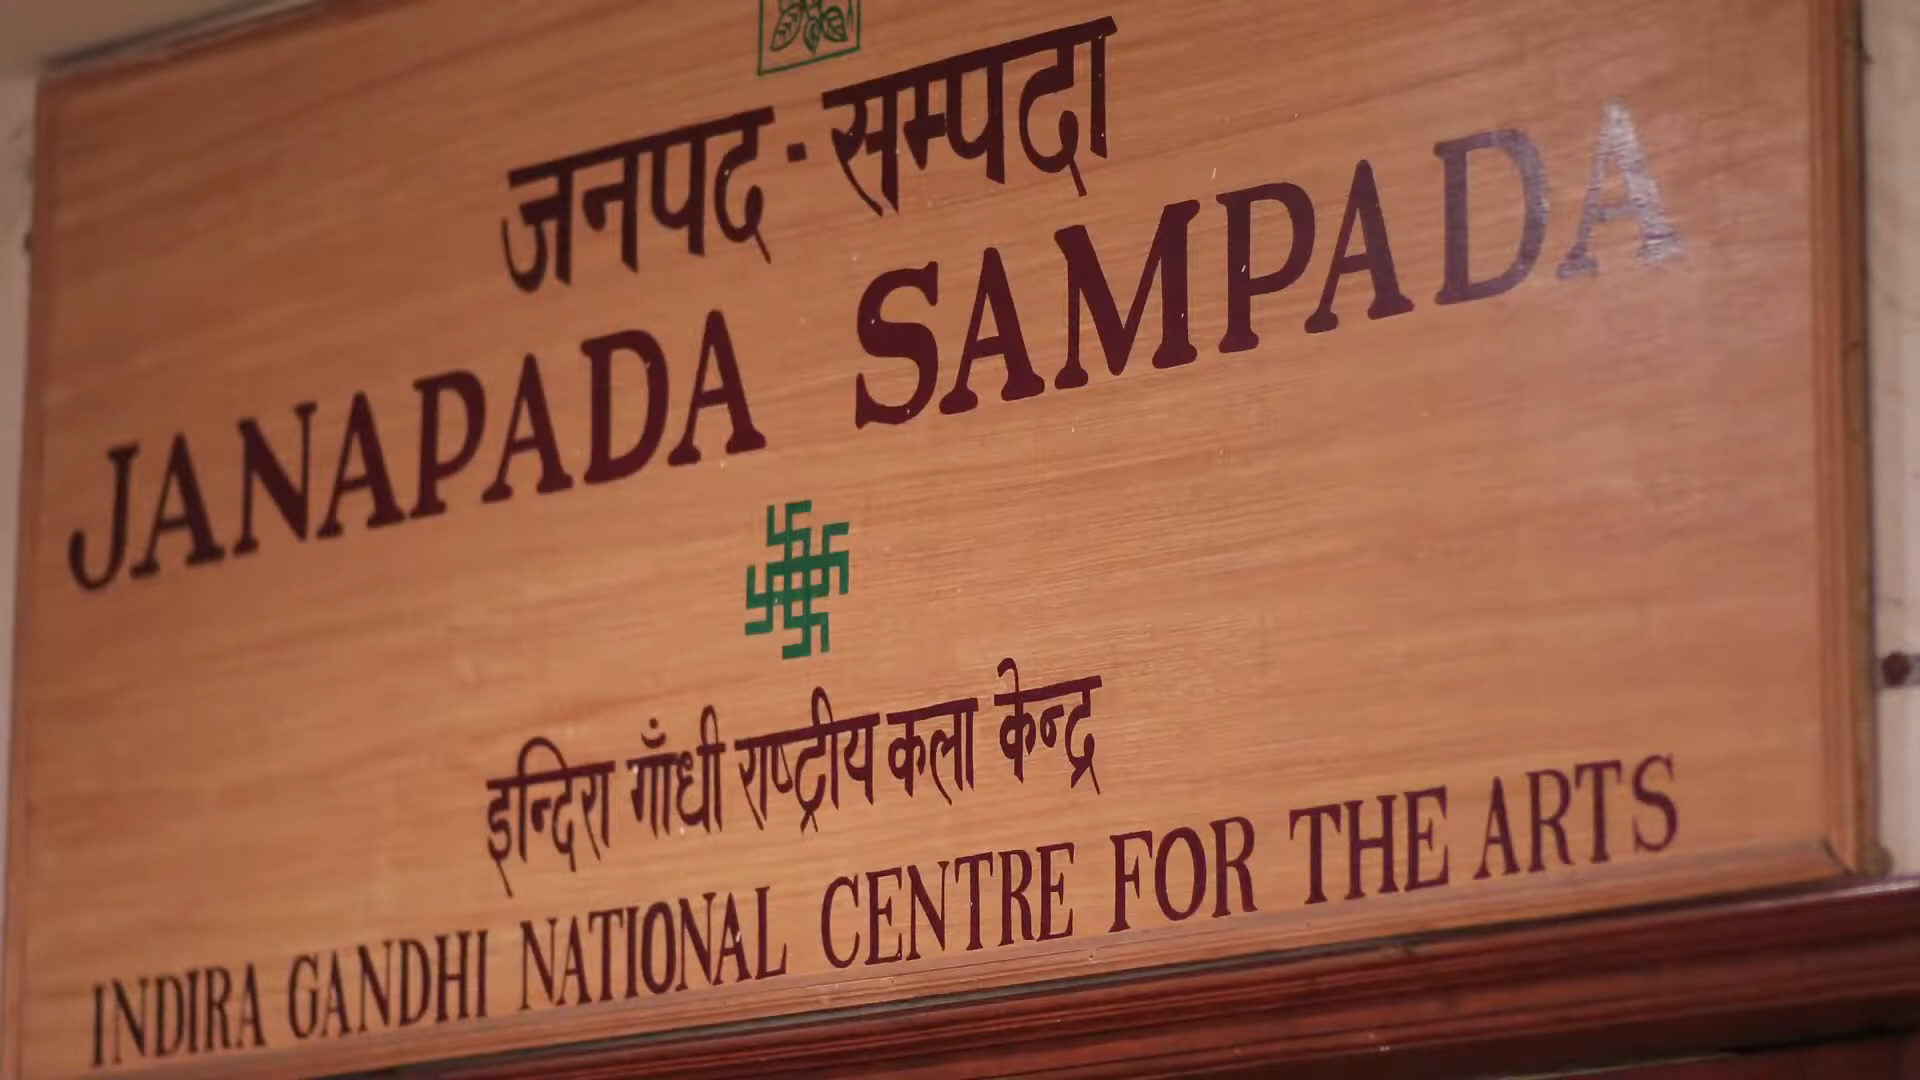 जनपद-सम्पदा
JANAPADA SAMPADA
इन्दिरा गाँधी राष्ट्रीय कला केन्द्र
INDIRA GANDHI NATIONAL CENTRE FOR THE ARTS